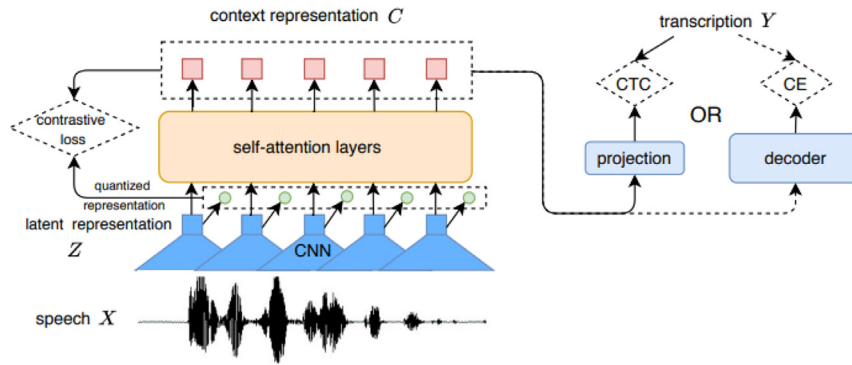 context representation C
transcription Y
CTC
CE
OR
contrastive
loss
self-attention layers
projection
decoder
quantized
representation
latent representation
Z
CNN
speech X